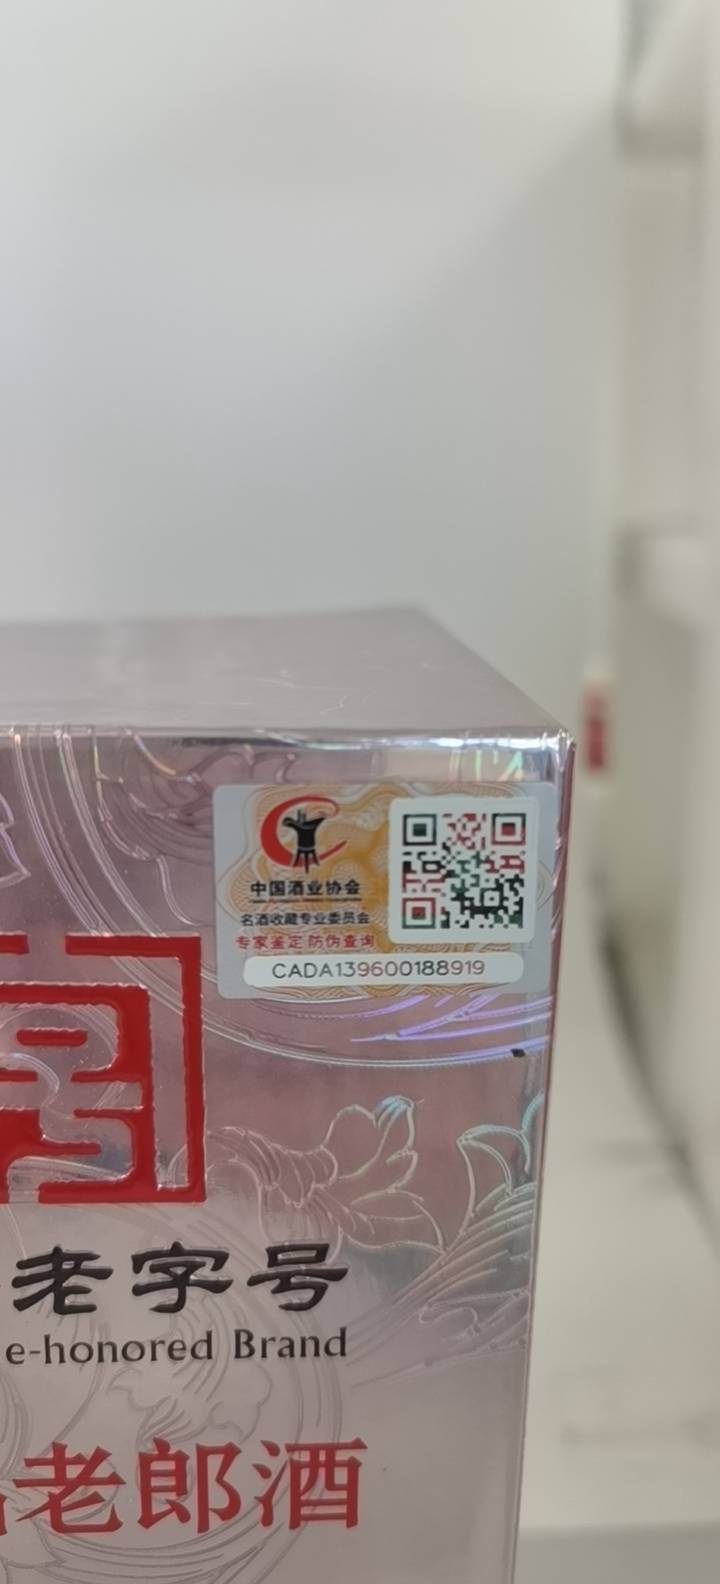 中国酒业协会
名酒收藏专业委员会
专家鉴定 防伪查询
CADA139600188919
老字号
e-honored Brand
老郎酒